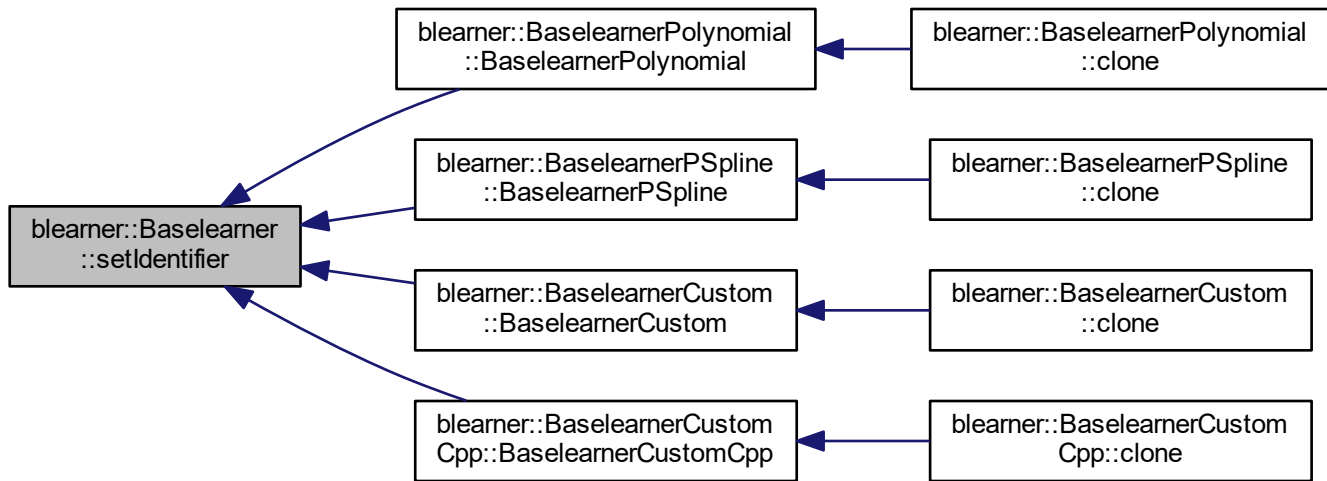 blearner::BaselearnerPolynomial
::BaselearnerPolynomial
blearner::BaselearnerPolynomial
::clone
blearner::BaselearnerPSpline
::BaselearnerPSpline
blearner::BaselearnerPSpline
::clone
blearner::Baselearner
::setIdentifier
blearner::BaselearnerCustom
::BaselearnerCustom
blearner::BaselearnerCustom
::clone
blearner::BaselearnerCustom
Cpp::BaselearnerCustomCpp
blearner::BaselearnerCustom
Cpp::clone